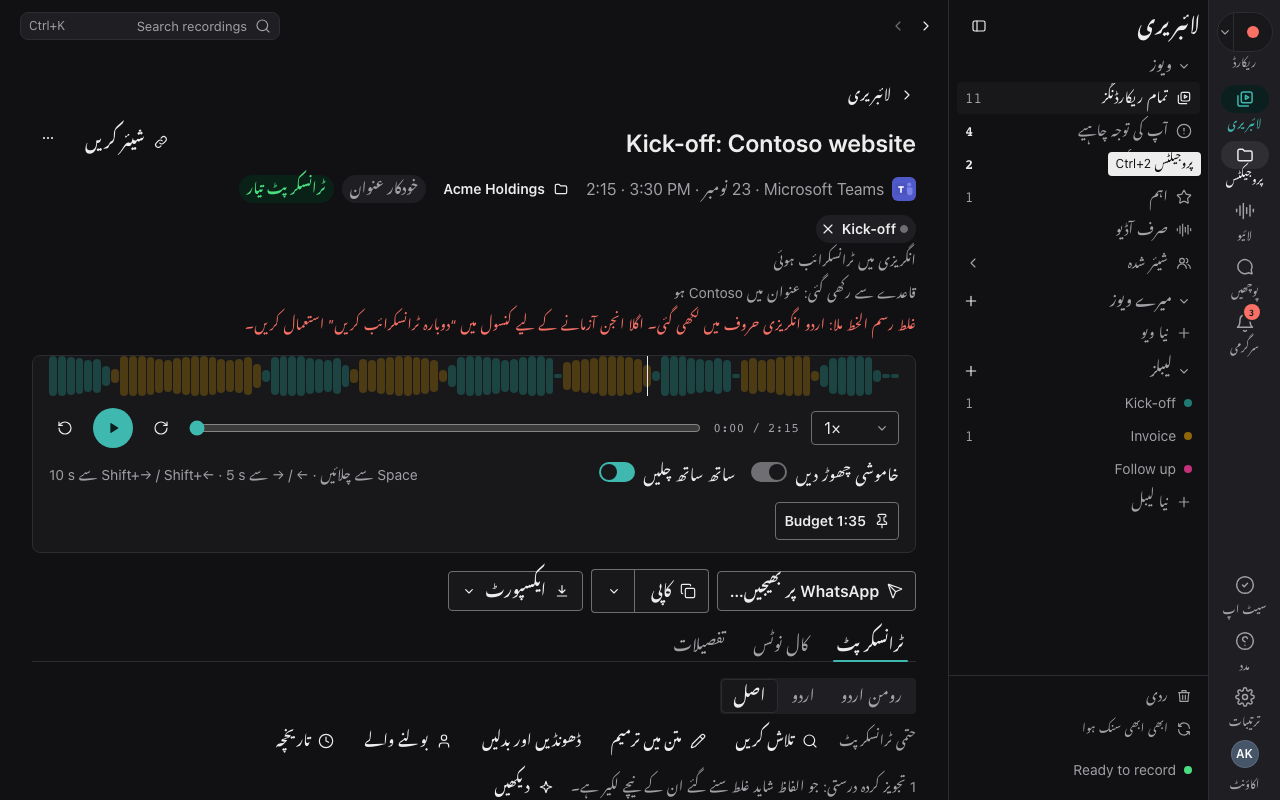 ریکارڈ
لائبریری
پروجیکٹس
لائیو
پوچھیں
3
سرگرمی
سیٹ اپ
مدد
ترتیبات
AK
اکاؤنٹ
لائبریری
ویوز
تمام ریکارڈنگز 11
آپ کی توجہ چاہیے 4
پروجیکٹس Ctrl+2
2
اہم 1
صرف آڈیو
شیئر شدہ
میرے ویوز
نیا ویو
لیبلز
Kick-off 1
Invoice 1
Follow up
نیا لیبل
ردی
ابھی ابھی سنک ہوا
Ready to record
Search recordings Ctrl+K
لائبریری
Kick-off: Contoso website
شیئر کریں
Microsoft Teams · 23 نومبر · 3:30 PM · 2:15
Acme Holdings
خودکار عنوان
ٹرانسکرپٹ تیار
Kick-off
انگریزی میں ٹرانسکرائب ہوئی
قاعدے سے رکھی گئی: عنوان میں Contoso ہو
غلط رسم الخط ملا: اردو انگریزی حروف میں لکھی گئی۔ اگلا انجن آزمانے کے لیے کنسول میں "دوبارہ ٹرانسکرائب کریں" استعمال کریں۔
0:00 / 2:15
1×
خاموشی چھوڑ دیں
ساتھ ساتھ چلیں
Space سے چلائیں · ← / → سے 5 s · Shift+← / Shift+→ سے 10 s
Budget 1:35
WhatsApp پر بھیجیں...
کاپی
ایکسپورٹ
ٹرانسکرپٹ
کال نوٹس
تفصیلات
رومن اردو
اردو
اصل
حتمی ٹرانسکرپٹ
تلاش کریں
متن میں ترمیم
ڈھونڈیں اور بدلیں
بولنے والے
تاریخچہ
1 تجویز کردہ درستی: جو الفاظ شاید غلط سنے گئے ان کے نیچے لکیر ہے۔
دیکھیں